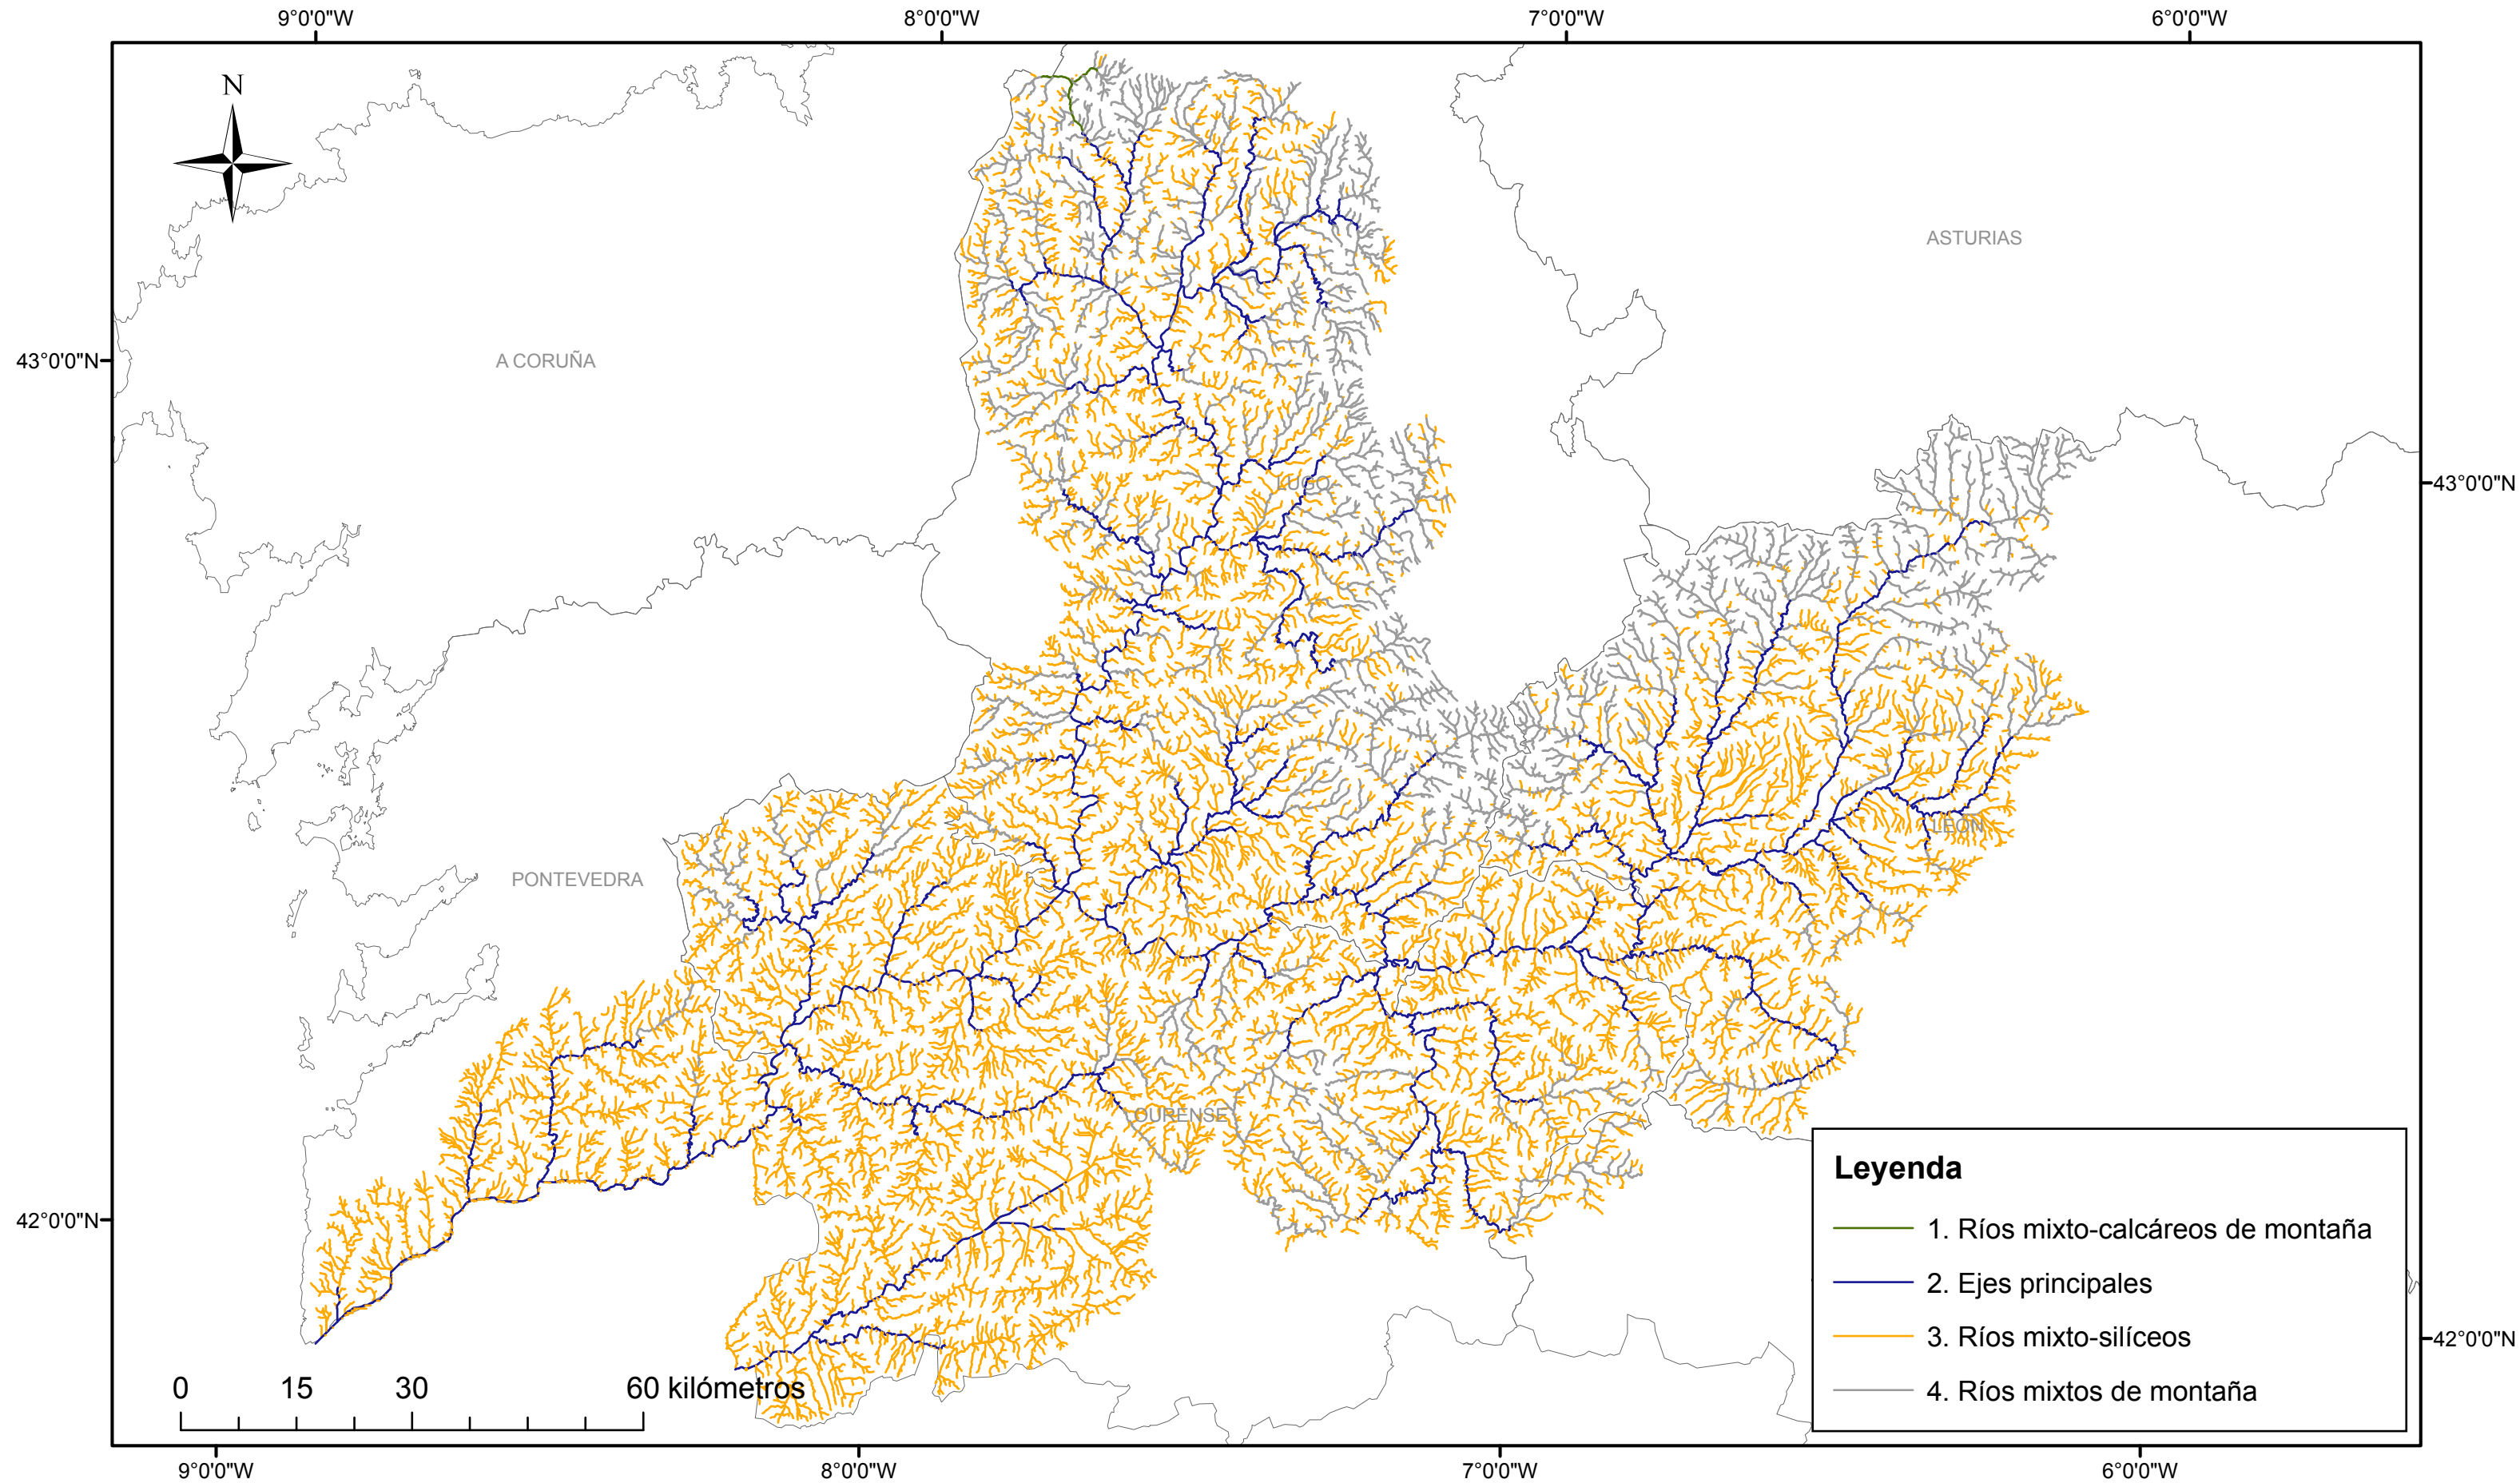 9°0'0"W 8°0'0"W 7°0'0"W 6°0'0"W
N
ASTURIAS
43°0'0"N
A CORUÑA
LUGO
43°0'0"N
LEÓN
PONTEVEDRA
OURENSE
Leyenda
1. Ríos mixto-calcáreos de montaña
2. Ejes principales
3. Ríos mixto-silíceos
4. Ríos mixtos de montaña
42°0'0"N
42°0'0"N
0 15 30 60 kilómetros
9°0'0"W 8°0'0"W 7°0'0"W 6°0'0"W